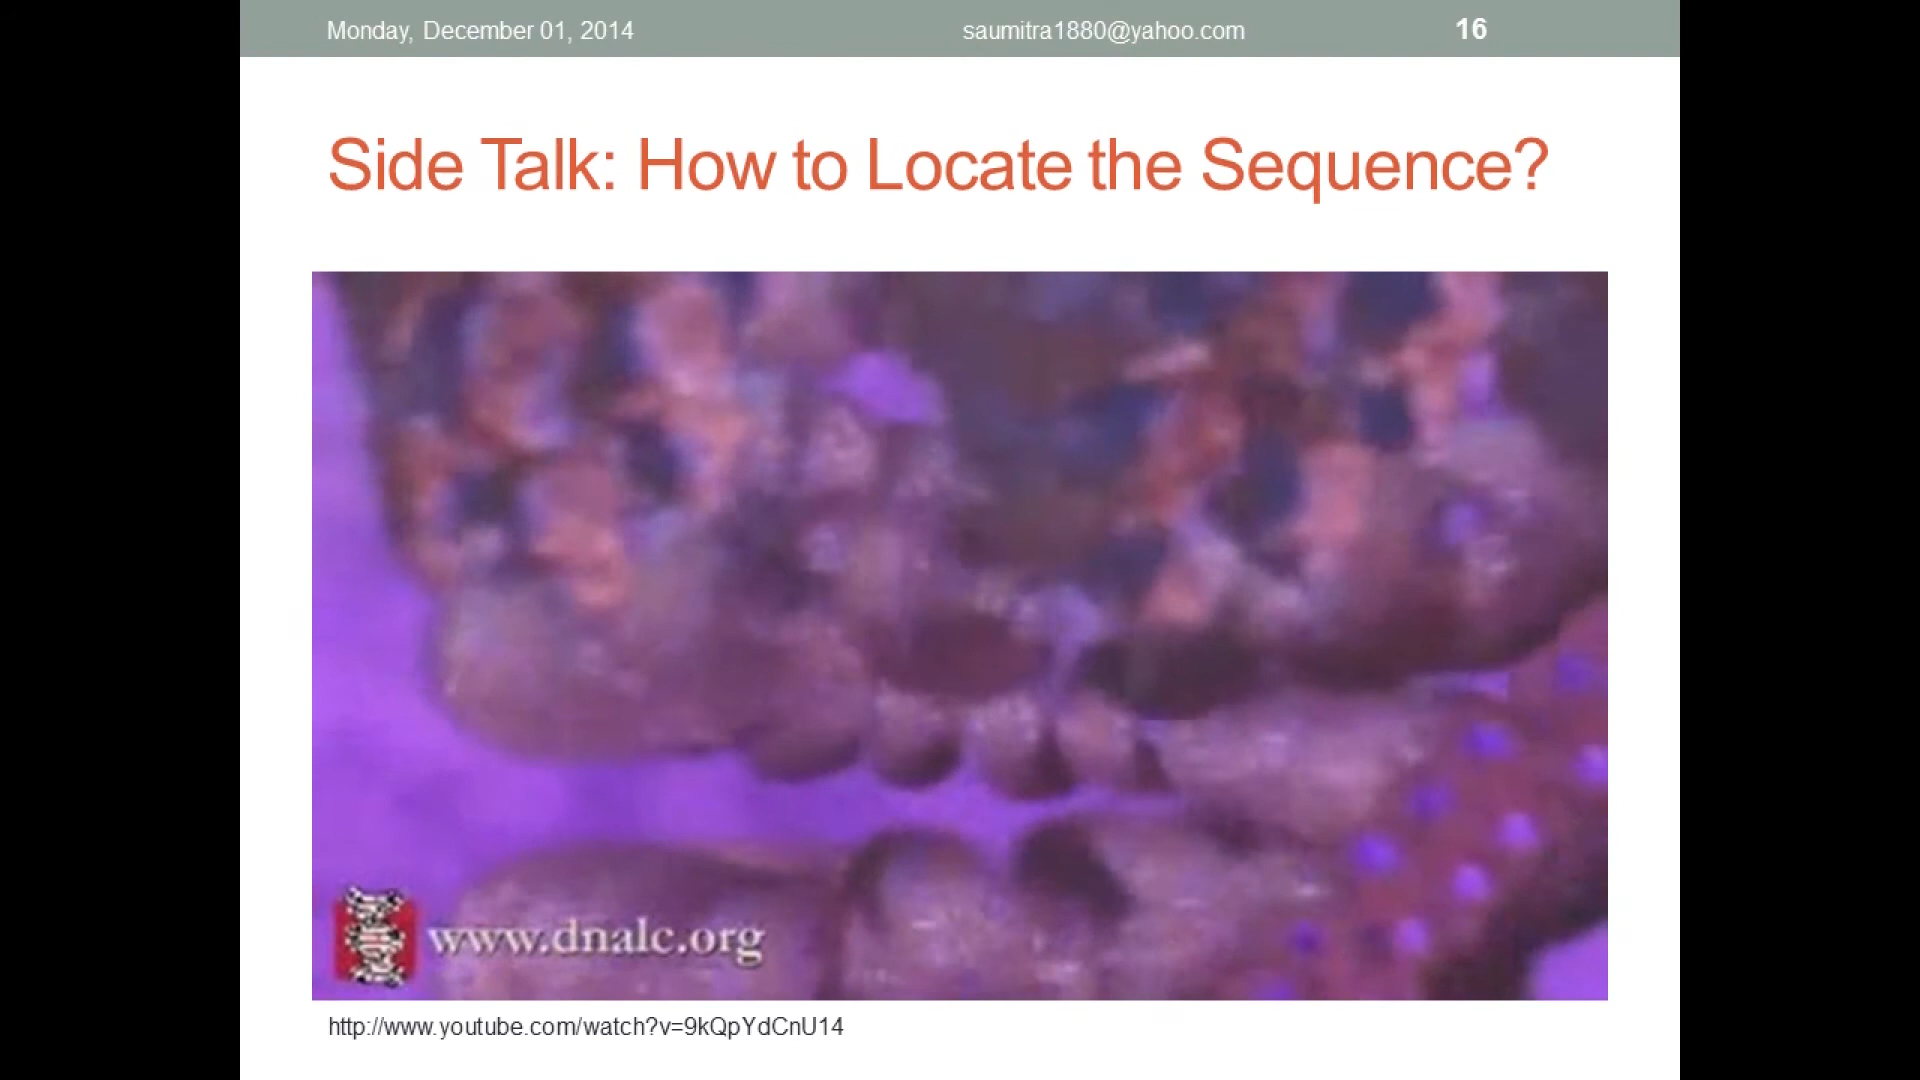 Monday, December 01, 2014 saumitra1880@yahoo.com 16
Side Talk: How to Locate the Sequence?
www.dnalc.org
http://www.youtube.com/watch?v=9kQpYdCnU14